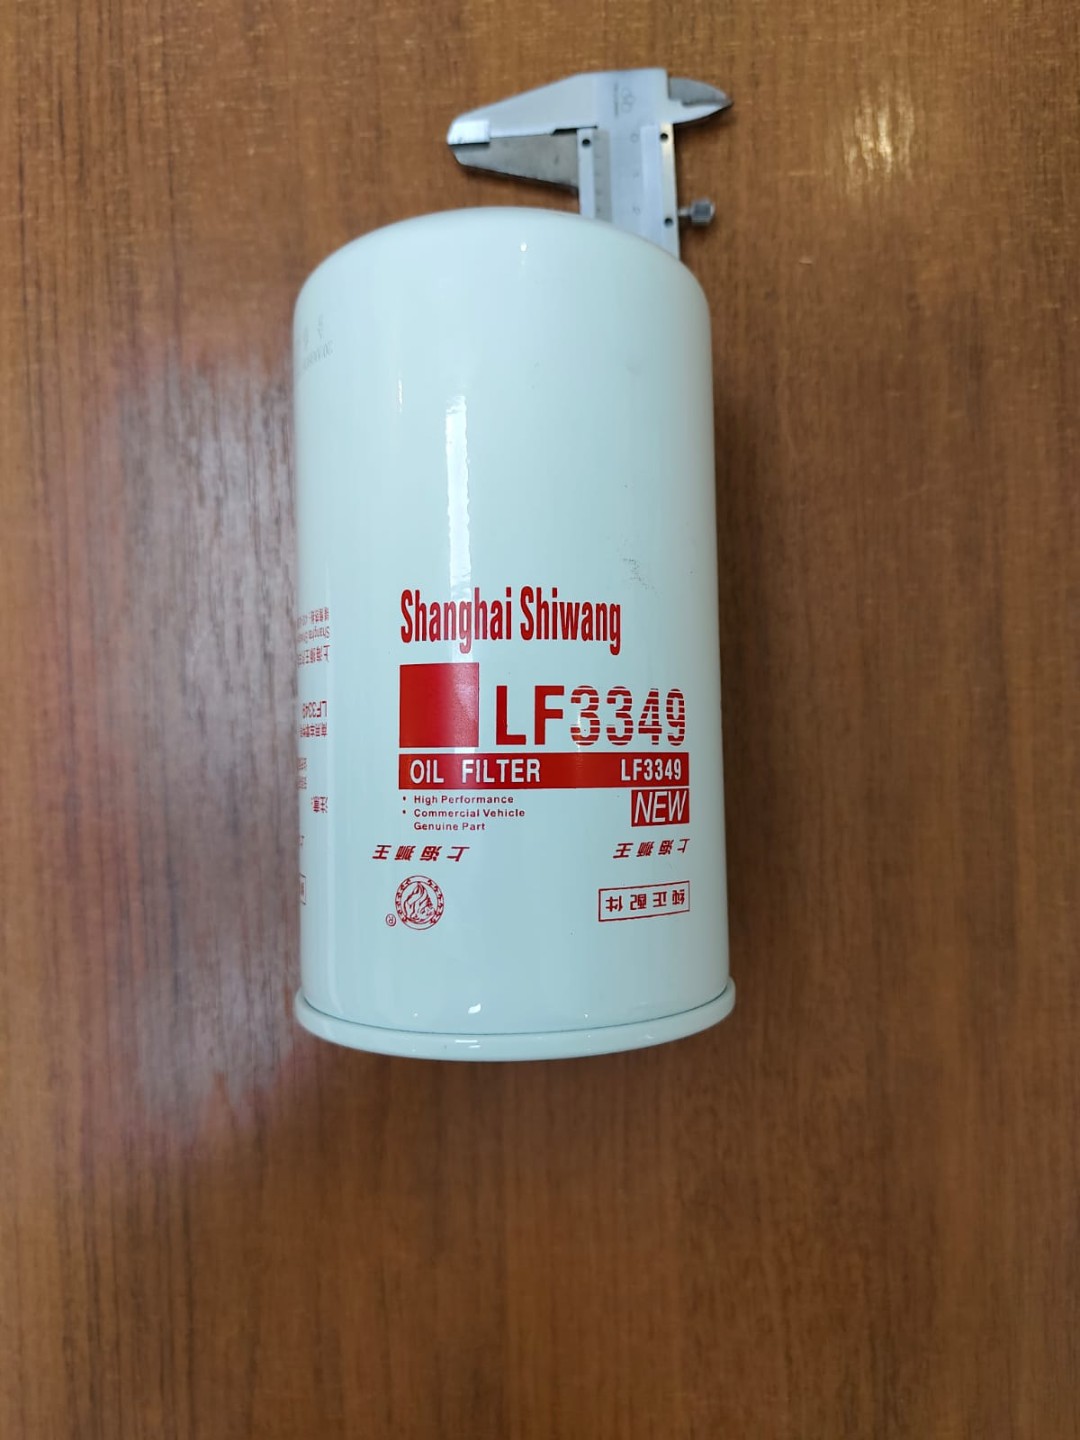 Shanghai Shiwang
LF3349
OIL FILTER LF3349
• High Performance
• Commercial Vehicle
Genuine Part
NEW
上海狮王
上海狮王
®
纯正配件
LF3349